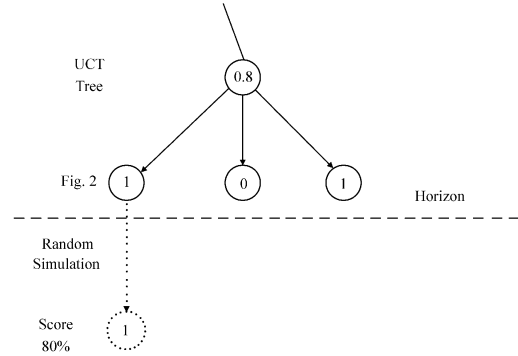 UCT
Tree
0.8
Fig. 2
1
0
1
Horizon
Random
Simulation
Score
80%
1